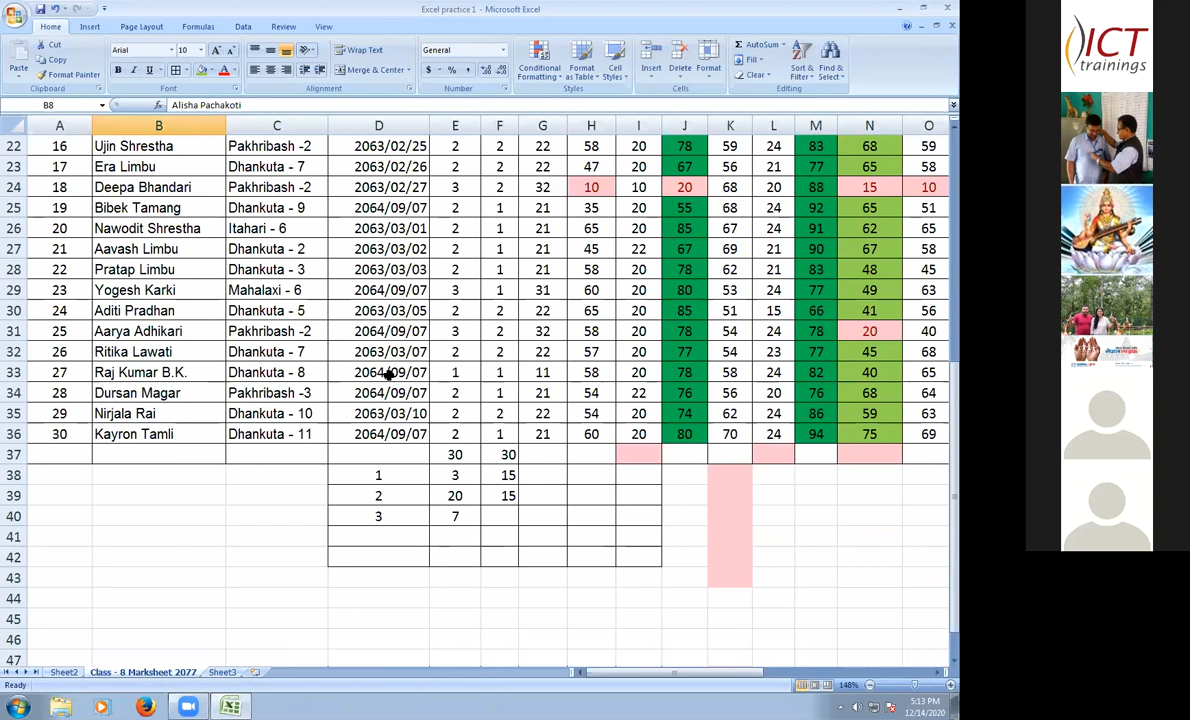 Excel practice 1 - Microsoft Excel
Home Insert Page Layout Formulas Data Review View
Paste
Cut
Copy
Format Painter
Clipboard
Arial 10
B I U A A A
Font
Wrap Text
Merge & Center
Alignment
General
$ % ,
Number
Conditional Formatting
Format as Table
Cell Styles
Styles
Insert Delete Format
Cells
Σ AutoSum
Fill
Clear
Sort & Filter
Find & Select
Editing
B8 fx Alisha Pachakoti
A B C D E F G H I J K L M N O
22 16 Ujin Shrestha Pakhribash -2 2063/02/25 2 2 22 58 20 78 59 24 83 68 59
23 17 Era Limbu Dhankuta - 7 2063/02/26 2 2 22 47 20 67 56 21 77 65 58
24 18 Deepa Bhandari Pakhribash -2 2063/02/27 3 2 32 10 10 20 68 20 88 15 10
25 19 Bibek Tamang Dhankuta - 9 2064/09/07 2 1 21 35 20 55 68 24 92 65 51
26 20 Nawodit Shrestha Itahari - 6 2063/03/01 2 1 21 65 20 85 67 24 91 62 65
27 21 Aavash Limbu Dhankuta - 2 2063/03/02 2 1 21 45 22 67 69 21 90 67 58
28 22 Pratap Limbu Dhankuta - 3 2063/03/03 2 1 21 58 20 78 62 21 83 48 45
29 23 Yogesh Karki Mahalaxi - 6 2064/09/07 3 1 31 60 20 80 53 24 77 49 63
30 24 Aditi Pradhan Dhankuta - 5 2063/03/05 2 2 22 65 20 85 51 15 66 41 56
31 25 Aarya Adhikari Pakhribash -2 2064/09/07 3 2 32 58 20 78 54 24 78 20 40
32 26 Ritika Lawati Dhankuta - 7 2063/03/07 2 2 22 57 20 77 54 23 77 45 68
33 27 Raj Kumar B.K. Dhankuta - 8 2064/09/07 1 1 11 58 20 78 58 24 82 40 65
34 28 Dursan Magar Pakhribash -3 2064/09/07 2 1 21 54 22 76 56 20 76 68 64
35 29 Nirjala Rai Dhankuta - 10 2063/03/10 2 2 22 54 20 74 62 24 86 59 63
36 30 Kayron Tamli Dhankuta - 11 2064/09/07 2 1 21 60 20 80 70 24 94 75 69
37 30 30
38 1 3 15
39 2 20 15
40 3 7
41
42
43
44
45
46
47
Sheet2 Class - 8 Marksheet 2077 Sheet3
Ready 148%
5:13 PM
12/14/2020
ICT
trainings